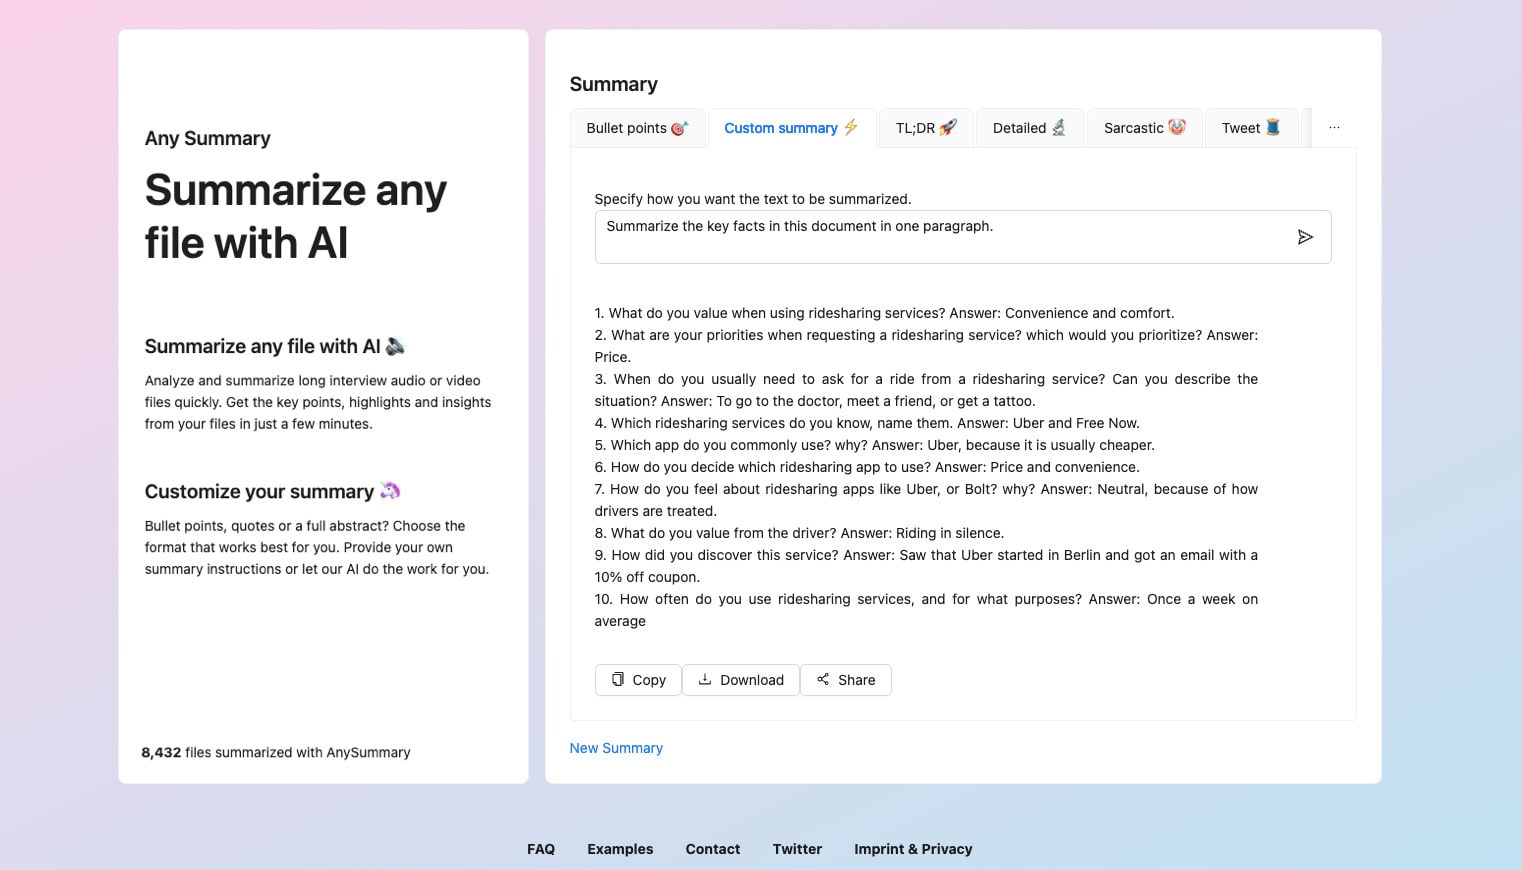 Any Summary
Summarize any
file with AI
Summarize any file with AI 🔈
Analyze and summarize long interview audio or video
files quickly. Get the key points, highlights and insights
from your files in just a few minutes.
Customize your summary 🦄
Bullet points, quotes or a full abstract? Choose the
format that works best for you. Provide your own
summary instructions or let our AI do the work for you.
8,432 files summarized with AnySummary
Summary
Bullet points 🎯 Custom summary ⚡ TL;DR 🚀 Detailed 🔬 Sarcastic 🤡 Tweet 🧵 ···
Specify how you want the text to be summarized.
Summarize the key facts in this document in one paragraph.
1. What do you value when using ridesharing services? Answer: Convenience and comfort.
2. What are your priorities when requesting a ridesharing service? which would you prioritize? Answer:
Price.
3. When do you usually need to ask for a ride from a ridesharing service? Can you describe the
situation? Answer: To go to the doctor, meet a friend, or get a tattoo.
4. Which ridesharing services do you know, name them. Answer: Uber and Free Now.
5. Which app do you commonly use? why? Answer: Uber, because it is usually cheaper.
6. How do you decide which ridesharing app to use? Answer: Price and convenience.
7. How do you feel about ridesharing apps like Uber, or Bolt? why? Answer: Neutral, because of how
drivers are treated.
8. What do you value from the driver? Answer: Riding in silence.
9. How did you discover this service? Answer: Saw that Uber started in Berlin and got an email with a
10% off coupon.
10. How often do you use ridesharing services, and for what purposes? Answer: Once a week on
average
Copy Download Share
New Summary
FAQ Examples Contact Twitter Imprint & Privacy